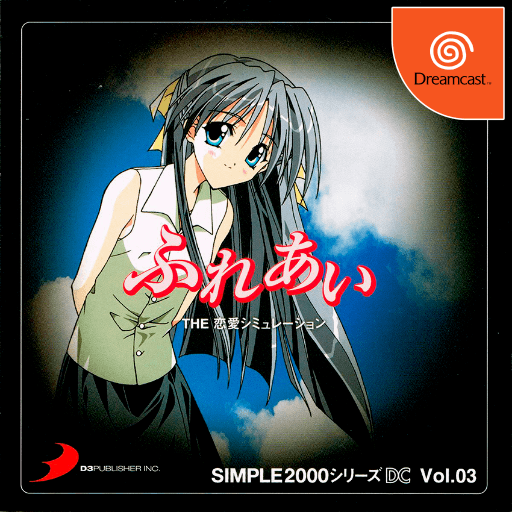 Dreamcast™
ふれあい
THE 恋愛シミュレーション
D3PUBLISHER INC.
SIMPLE2000シリーズ DC Vol.03